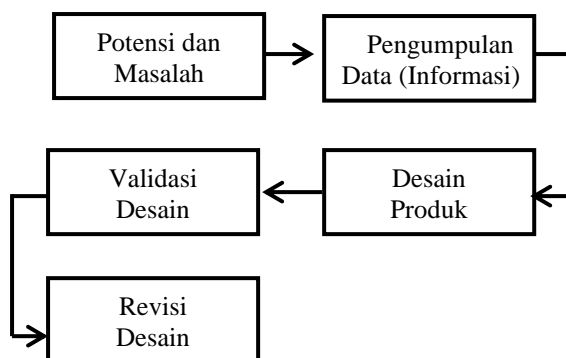 Potensi dan
Masalah
Pengumpulan
Data (Informasi)
Desain
Produk
Validasi
Desain
Revisi
Desain